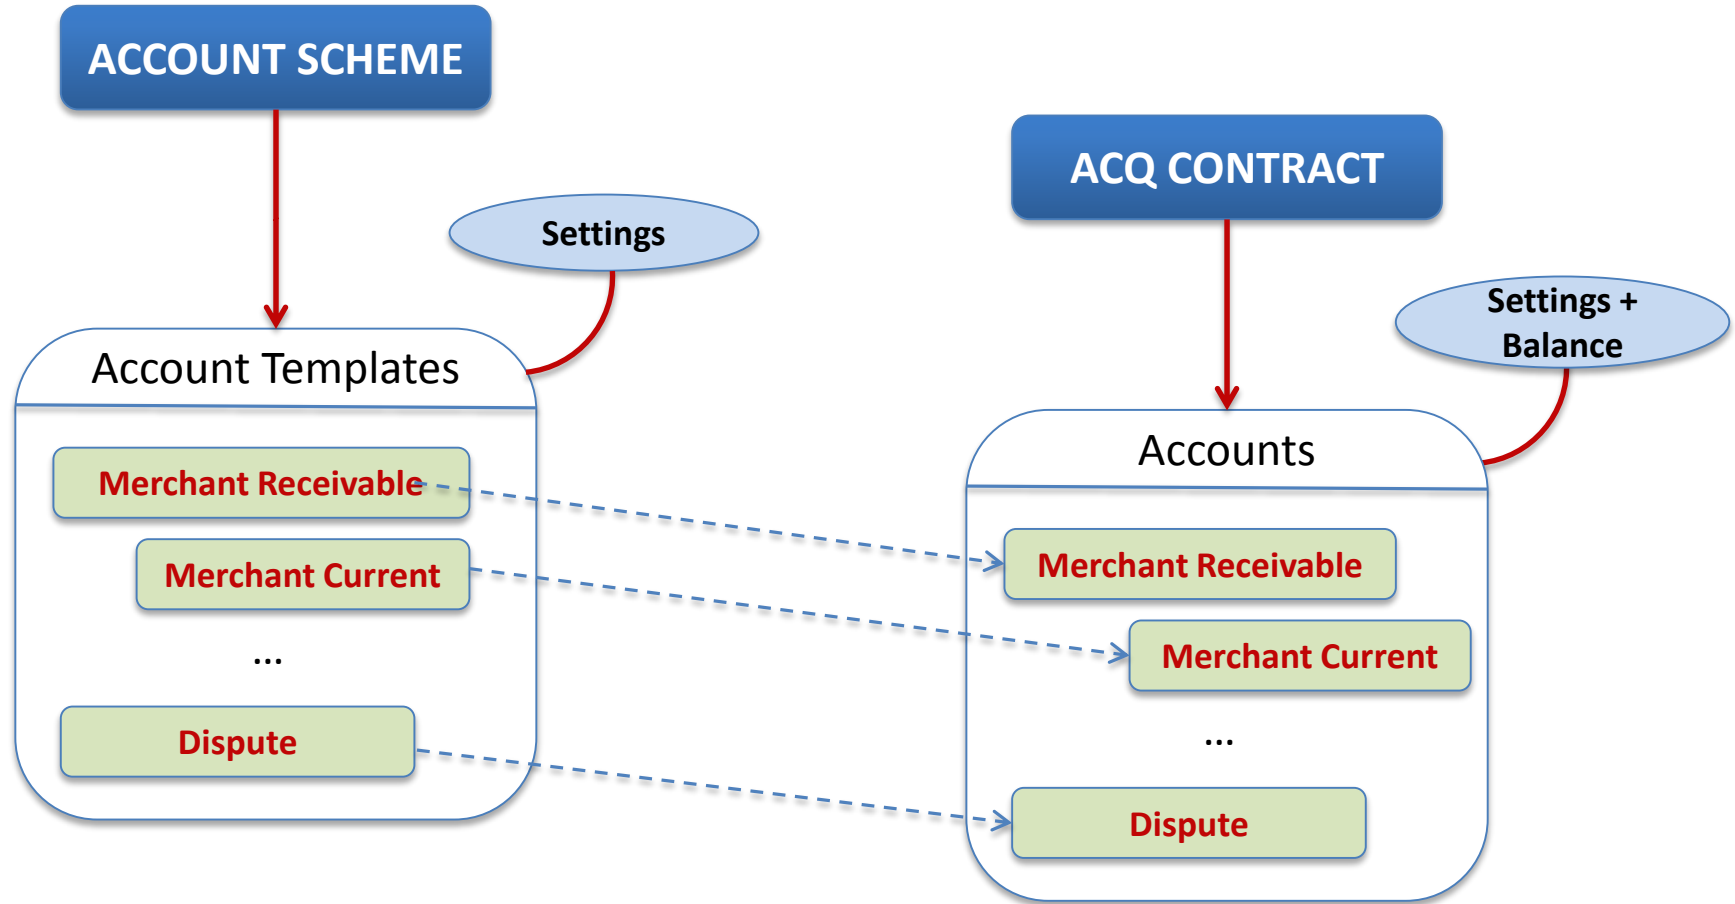 ACCOUNT SCHEME
Settings
Account Templates
Merchant Receivable
Merchant Current
...
Dispute
ACQ CONTRACT
Settings +
Balance
Accounts
Merchant Receivable
Merchant Current
...
Dispute